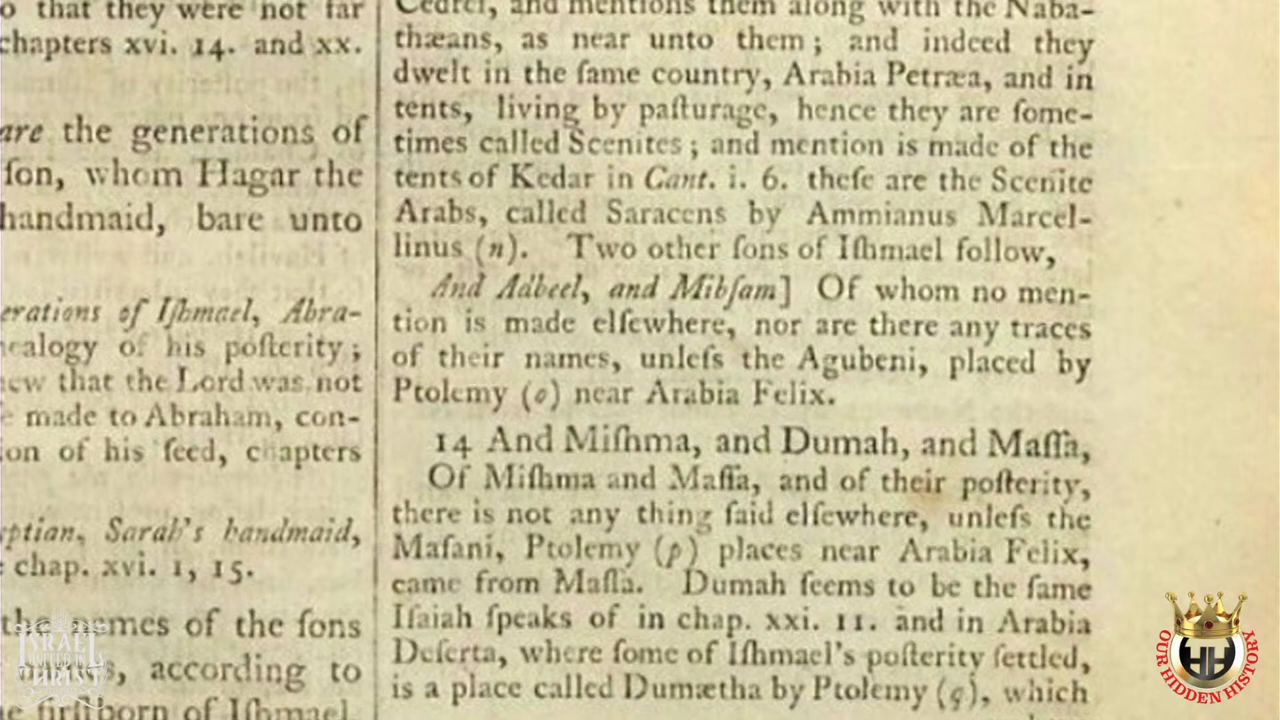 o that they were not far
chapters xvi. 14. and xx.
are the generations of
ſon, whom Hagar the
handmaid, bare unto
erations of Iſhmael, Abra-
nealogy of his poſterity;
ew that the Lord was not
e made to Abraham, con-
on of his ſeed, chapters
ptian, Sarah's handmaid,
chap. xvi. 1, 15.
the names of the ſons
according to
e firſtborn of Iſhmael
and mentions them along with the Naba-
thæans, as near unto them; and indeed they
dwelt in the ſame country, Arabia Petræa, and in
tents, living by paſturage, hence they are ſome-
times called Scenites; and mention is made of the
tents of Kedar in Cant. i. 6. theſe are the Scenite
Arabs, called Saracens by Ammianus Marcel-
linus (n). Two other ſons of Iſhmael follow,
And Adbeel, and Mibſam] Of whom no men-
tion is made elſewhere, nor are there any traces
of their names, unleſs the Agubeni, placed by
Ptolemy (o) near Arabia Felix.
14 And Miſhma, and Dumah, and Maſſa,
Of Miſhma and Maſſa, and of their poſterity,
there is not any thing ſaid elſewhere, unleſs the
Maſani, Ptolemy (p) places near Arabia Felix,
came from Maſſa. Dumah ſeems to be the ſame
Iſaiah ſpeaks of in chap. xxi. 11. and in Arabia
Deſerta, where ſome of Iſhmael's poſterity ſettled,
is a place called Dumætha by Ptolemy (q), which
ISRAEL
UNITED IN
CHRIST
OUR HIDDEN HISTORY
HH